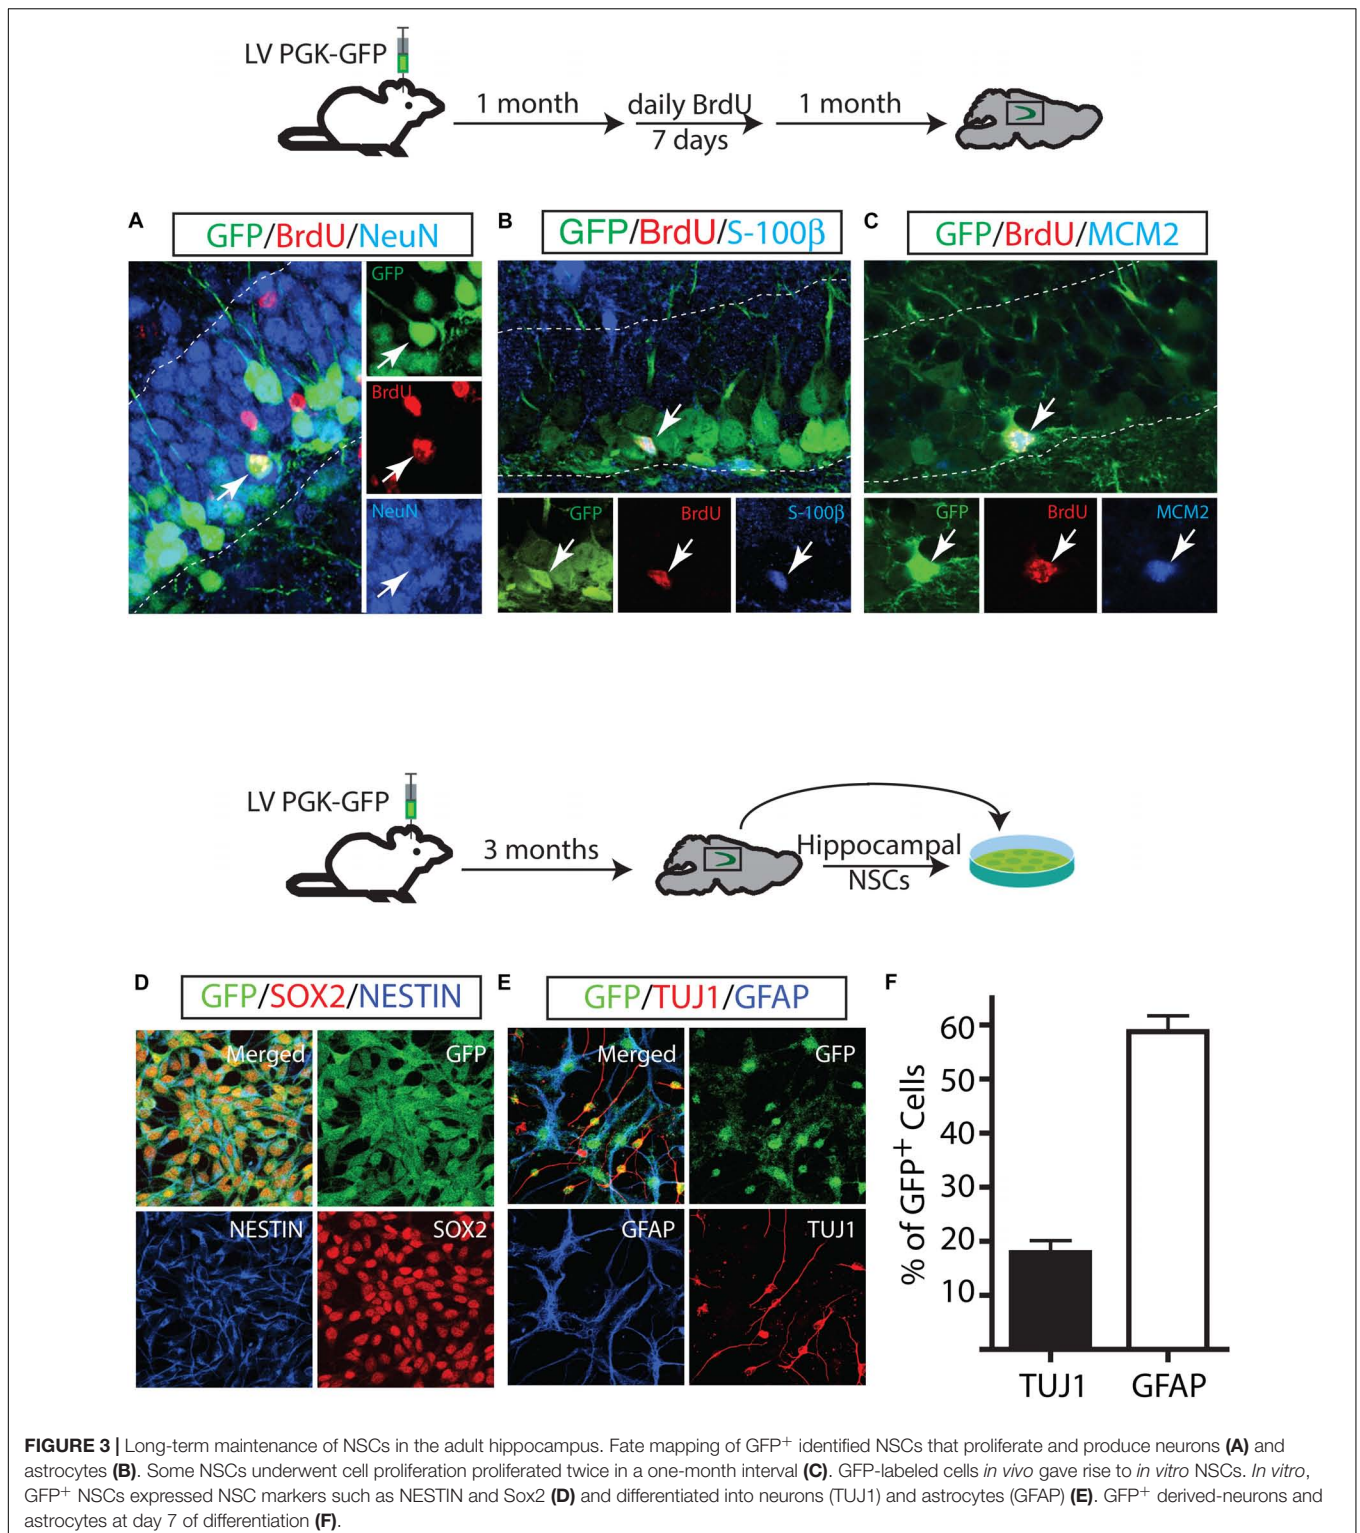 LV PGK-GFP
1 month
daily BrdU
7 days
1 month
A
GFP/BrdU/NeuN
GFP
BrdU
NeuN
B
GFP/BrdU/S-100β
GFP
BrdU
S-100β
C
GFP/BrdU/MCM2
GFP
BrdU
MCM2
LV PGK-GFP
3 months
Hippocampal
NSCs
D
GFP/SOX2/NESTIN
Merged
GFP
NESTIN
SOX2
E
GFP/TUJ1/GFAP
Merged
GFP
GFAP
TUJ1
F
% of GFP+ Cells
60
50
40
30
20
10
TUJ1
GFAP
FIGURE 3 | Long-term maintenance of NSCs in the adult hippocampus. Fate mapping of GFP+ identified NSCs that proliferate and produce neurons (A) and
astrocytes (B). Some NSCs underwent cell proliferation proliferated twice in a one-month interval (C). GFP-labeled cells in vivo gave rise to in vitro NSCs. In vitro,
GFP+ NSCs expressed NSC markers such as NESTIN and Sox2 (D) and differentiated into neurons (TUJ1) and astrocytes (GFAP) (E). GFP+ derived-neurons and
astrocytes at day 7 of differentiation (F).